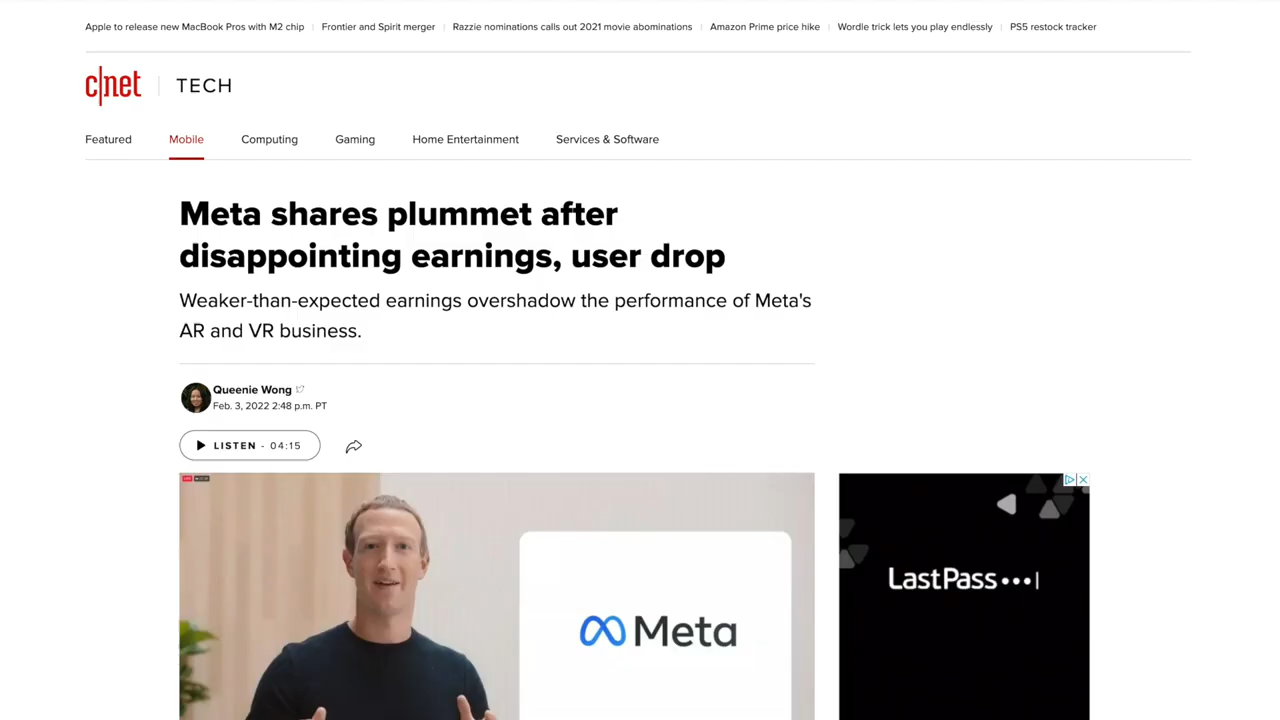 Apple to release new MacBook Pros with M2 chip Frontier and Spirit merger Razzie nominations calls out 2021 movie abominations Amazon Prime price hike Wordle trick lets you play endlessly PS5 restock tracker
c|net TECH
Featured Mobile Computing Gaming Home Entertainment Services & Software
Meta shares plummet after
disappointing earnings, user drop
Weaker-than-expected earnings overshadow the performance of Meta's
AR and VR business.
Queenie Wong
Feb. 3, 2022 2:48 p.m. PT
LISTEN - 04:15
LIVE
Meta
LastPass•••|